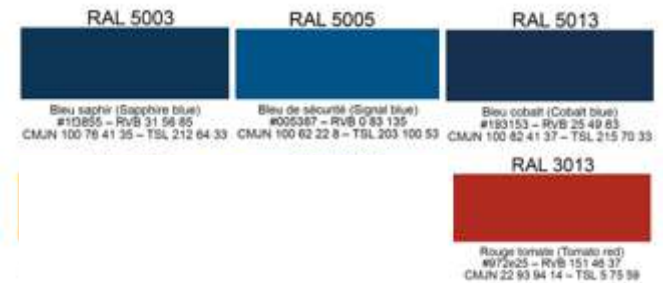 RAL 5003
Bleu saphir (Sapphire blue)
#1f3855 – RVB 31 56 85
CMJN 100 76 41 35 – TSL 212 64 33
RAL 5005
Bleu de sécurité (Signal blue)
#005387 – RVB 0 83 135
CMJN 100 62 22 8 – TSL 203 100 53
RAL 5013
Bleu cobalt (Cobalt blue)
#193153 – RVB 25 49 83
CMJN 100 82 41 37 – TSL 215 70 33
RAL 3013
Rouge tomate (Tomato red)
#972e25 – RVB 151 46 37
CMJN 22 93 94 14 – TSL 5 75 59